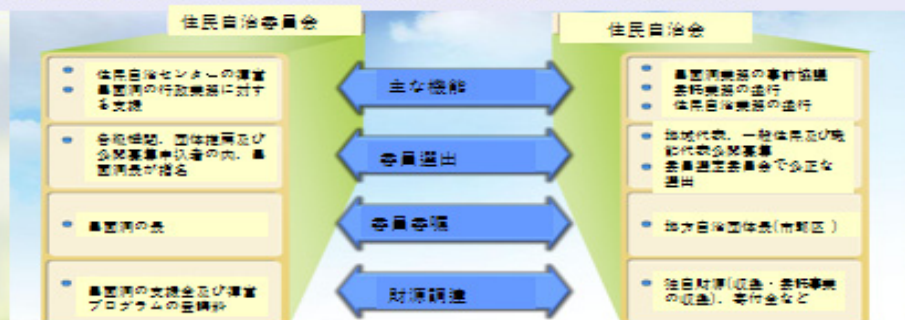 住民自治委員会
住民自治会
住民自治センターの運営
邑面洞の行政業務に対す
る支援
主な機能
邑面洞業務の事前協議
委託業務の遂行
住民自治業務の遂行
各級機関、団体推薦及び
公開募集申込者の内、邑
面洞長が指名
委員選出
地域代表、一般住民及び職
能代表公開募集
委員選定委員会で公正な
選出
邑面洞の長
委員委嘱
地方自治団体長(市郡区 )
邑面洞の支援金及び運営
プログラムの受講料
財源調達
独自財源(収益・委託事業
の収益)、寄付金など